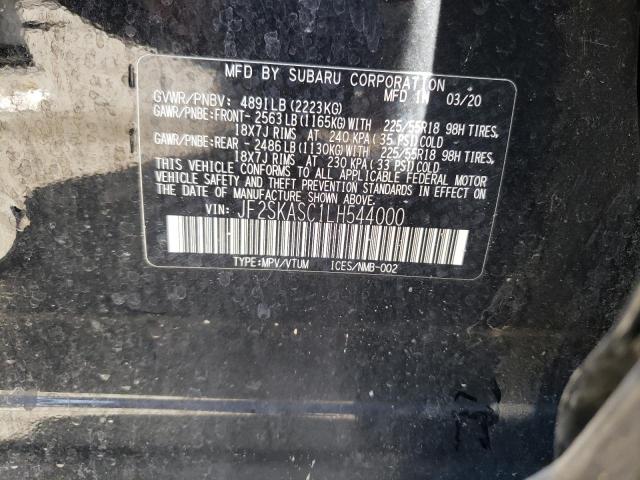 MFD BY SUBARU CORPORATION
MFD IN 03/20
GVWR/PNBV: 4891LB (2223KG)
GAWR/PNBE:FRONT- 2563LB(1165KG)WITH 225/55R18 98H TIRES,
18X7J RIMS AT 240 KPA(35 PSI)COLD
GAWR/PNBE:REAR - 2486LB(1130KG)WITH 225/55R18 98H TIRES,
18X7J RIMS AT 230 KPA(33 PSI)COLD
THIS VEHICLE CONFORMS TO ALL APPLICABLE FEDERAL MOTOR
VEHICLE SAFETY AND THEFT PREVENTION STANDARDS IN EFFECT ON
THE DATE OF MANUFACTURE SHOWN ABOVE.
VIN: JF2SKASC1LH544000
TYPE:MPV/VTUM ICES/NMB-002